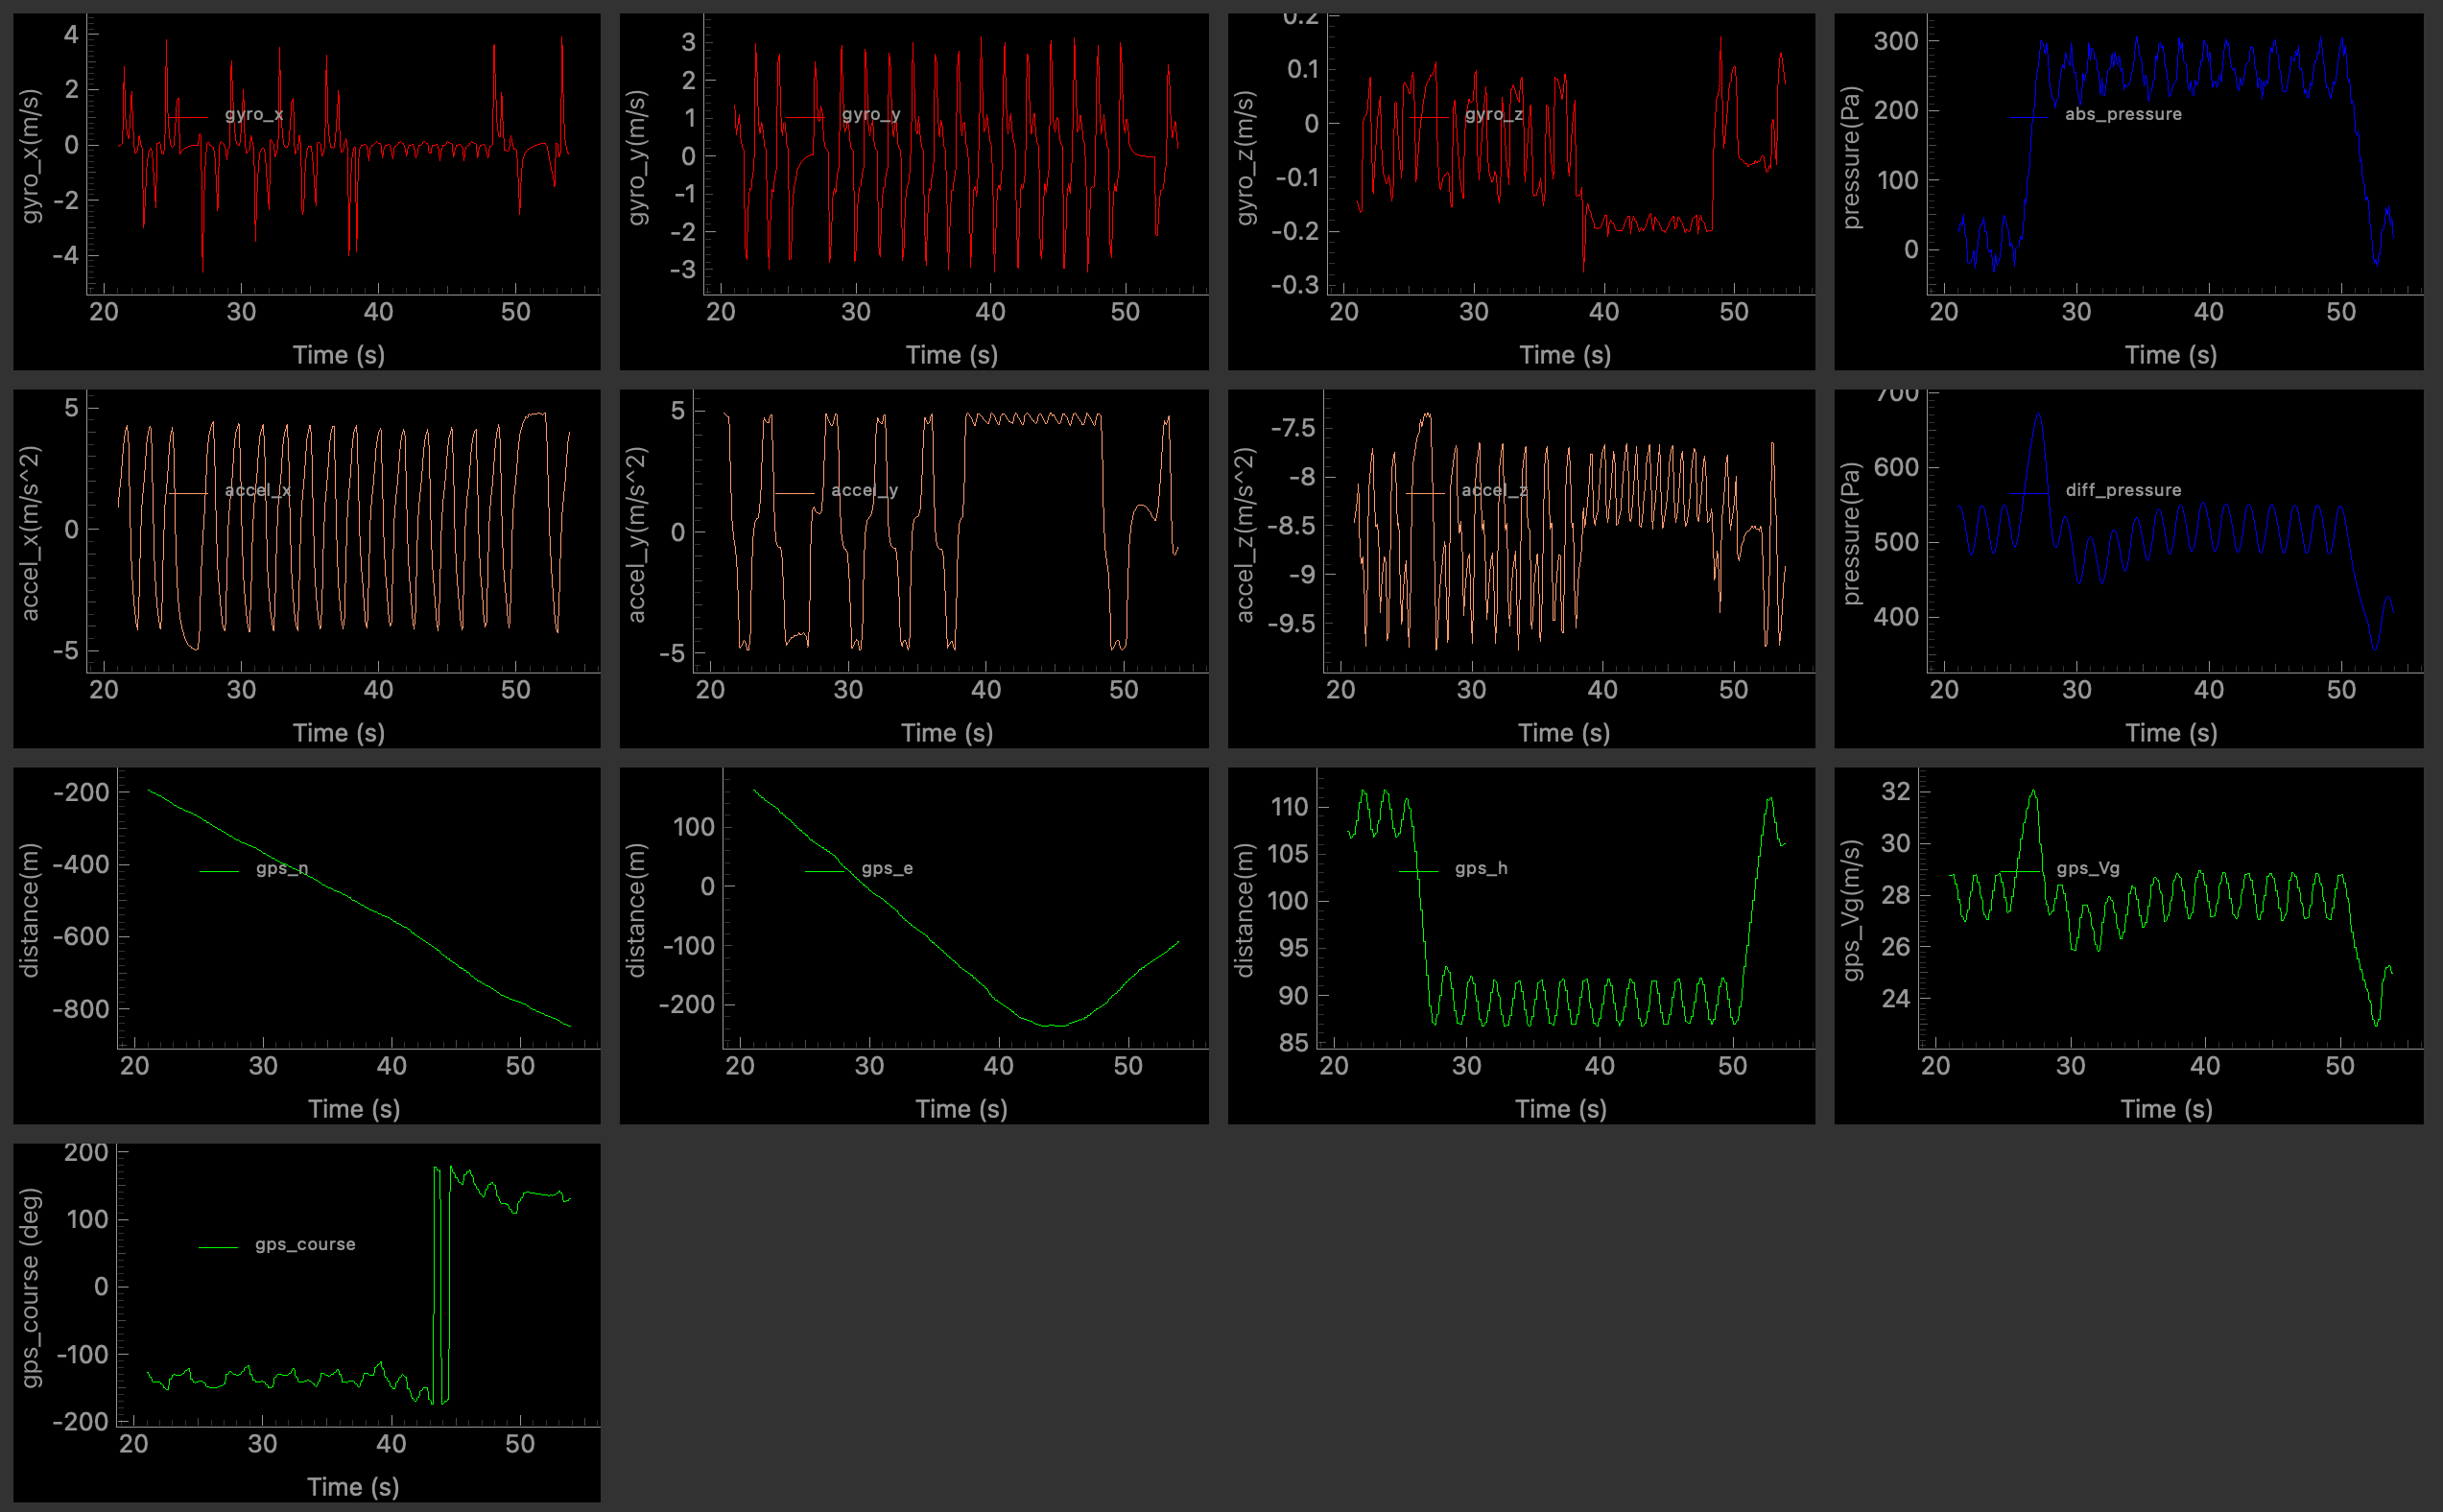 gyro_x(m/s)
4
2
0
-2
-4
gyro_x
20 30 40 50
Time (s)
gyro_y(m/s)
3
2
1
0
-1
-2
-3
gyro_y
20 30 40 50
Time (s)
gyro_z(m/s)
0.2
0.1
0
-0.1
-0.2
-0.3
gyro_z
20 30 40 50
Time (s)
pressure(Pa)
300
200
100
0
abs_pressure
20 30 40 50
Time (s)
accel_x(m/s^2)
5
0
-5
accel_x
20 30 40 50
Time (s)
accel_y(m/s^2)
5
0
-5
accel_y
20 30 40 50
Time (s)
accel_z(m/s^2)
-7.5
-8
-8.5
-9
-9.5
accel_z
20 30 40 50
Time (s)
pressure(Pa)
700
600
500
400
diff_pressure
20 30 40 50
Time (s)
distance(m)
-200
-400
-600
-800
gps_n
20 30 40 50
Time (s)
distance(m)
100
0
-100
-200
gps_e
20 30 40 50
Time (s)
distance(m)
110
105
100
95
90
85
gps_h
20 30 40 50
Time (s)
gps_Vg(m/s)
32
30
28
26
24
gps_Vg
20 30 40 50
Time (s)
gps_course (deg)
200
100
0
-100
-200
gps_course
20 30 40 50
Time (s)